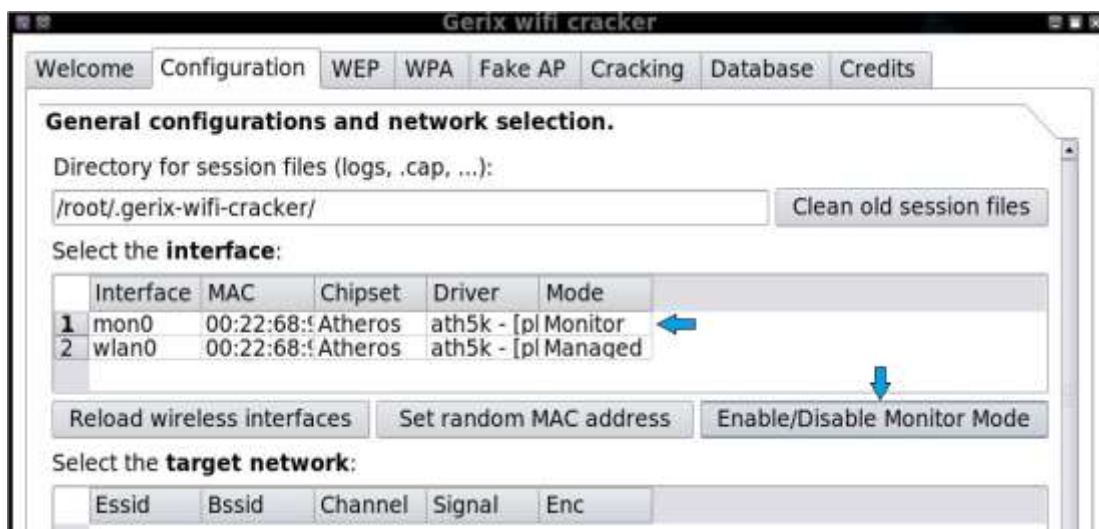 Gerix wifi cracker
Welcome Configuration WEP WPA Fake AP Cracking Database Credits
General configurations and network selection.
Directory for session files (logs, .cap, ...):
/root/.gerix-wifi-cracker/ Clean old session files
Select the interface:
Interface MAC Chipset Driver Mode
1 mon0 00:22:68: Atheros ath5k - [pl Monitor
2 wlan0 00:22:68: Atheros ath5k - [pl Managed
Reload wireless interfaces Set random MAC address Enable/Disable Monitor Mode
Select the target network:
Essid Bssid Channel Signal Enc